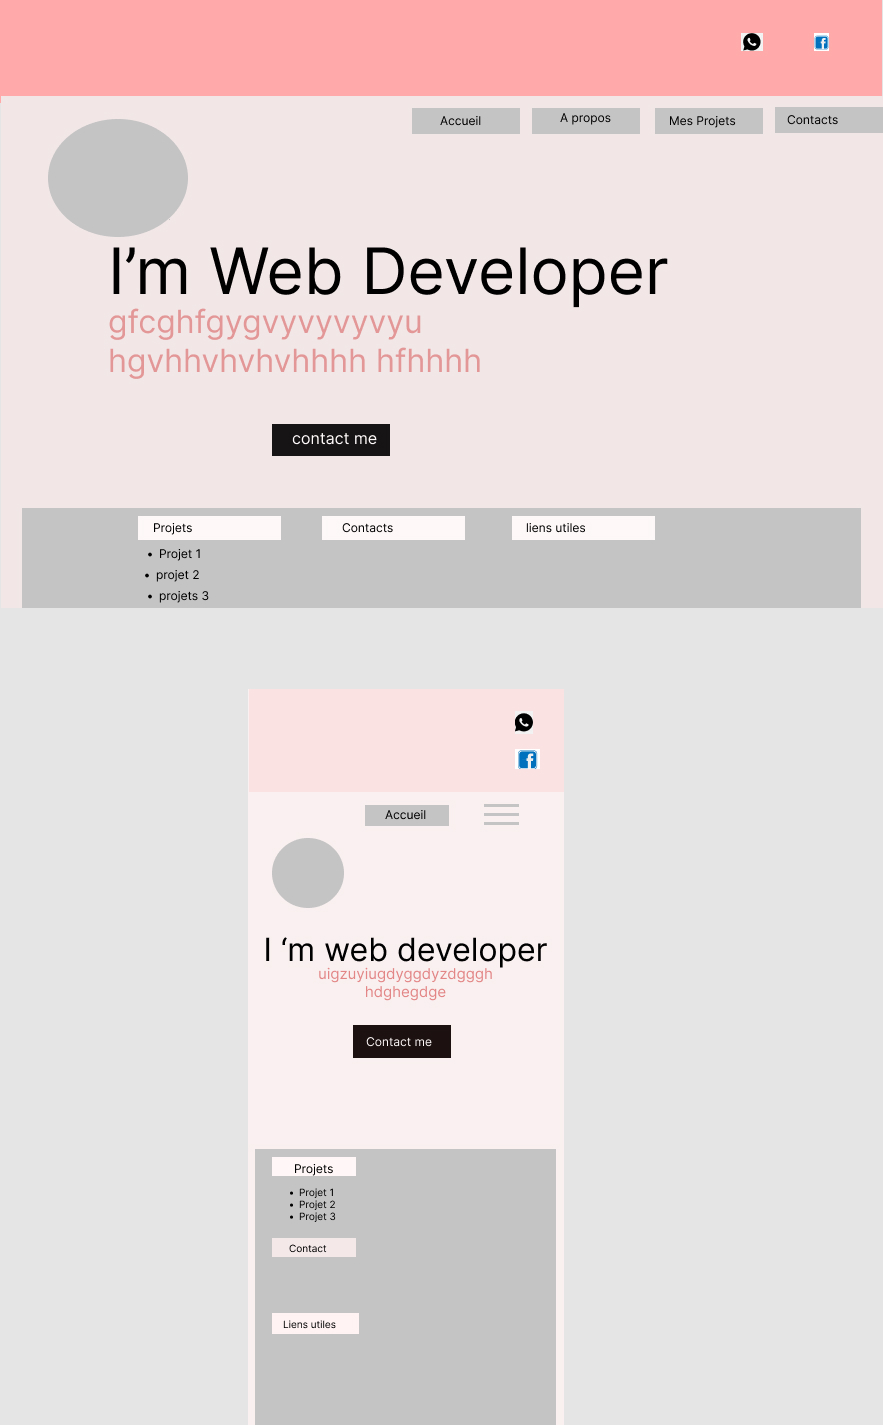 Accueil
A propos
Mes Projets
Contacts
I’m Web Developer
gfcghfgygvyvyvyvyu
hgvhhvhvhvhhhh hfhhhh
contact me
Projets
Contacts
liens utiles
• Projet 1
• projet 2
• projets 3
Accueil
I ‘m web developer
uigzuyiugdyggdyzdgggh
hdghegdge
Contact me
Projets
• Projet 1
• Projet 2
• Projet 3
Contact
Liens utiles